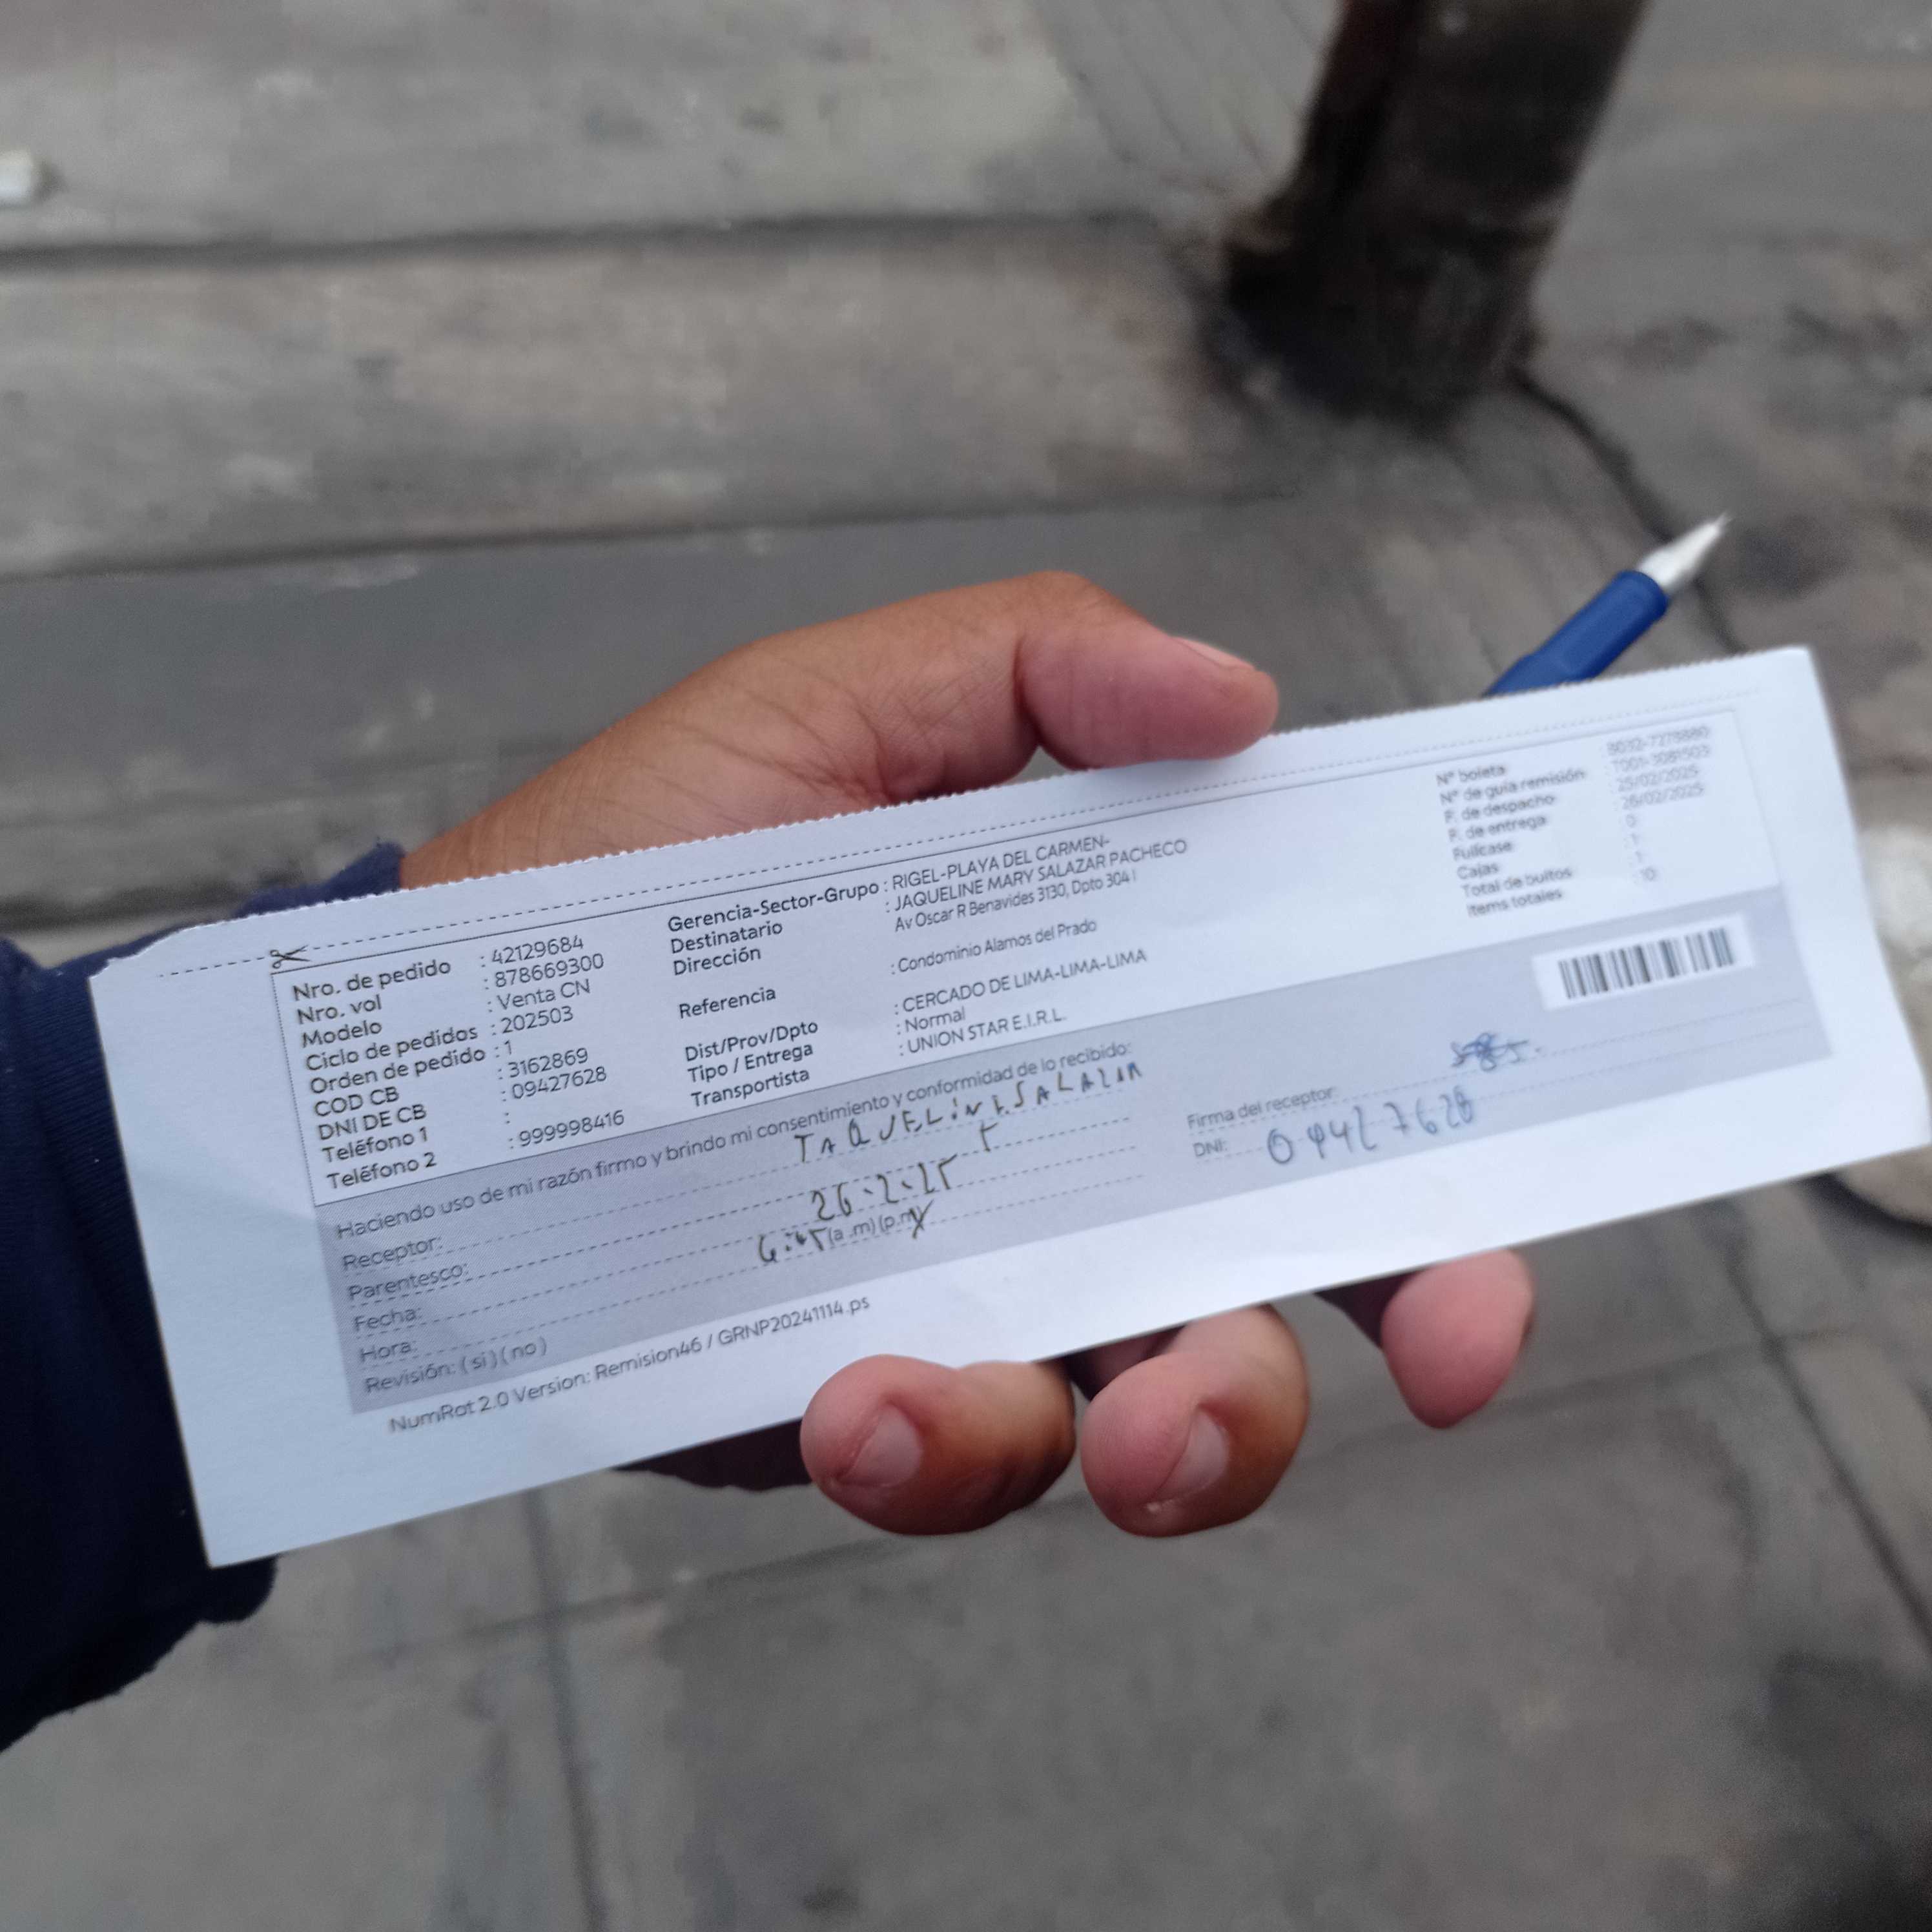 Nro. de pedido : 42129684
Nro. vol : 878669300
Modelo : Venta CN
Ciclo de pedidos : 202503
Orden de pedido : 1
COD CB : 3162869
DNI DE CB : 09427628
Teléfono 1 :
Teléfono 2 : 999998416
Gerencia-Sector-Grupo : RIGEL-PLAYA DEL CARMEN-
Destinatario : JAQUELINE MARY SALAZAR PACHECO
Dirección Av Oscar R Benavides 3130, Dpto 304 I
Referencia : Condominio Alamos del Prado
Dist/Prov/Dpto : CERCADO DE LIMA-LIMA-LIMA
Tipo / Entrega : Normal
Transportista : UNION STAR E.I.R.L.
N° boleta
N° de guía remisión
F. de despacho : 25/02/2025
F. de entrega : 26/02/2025
Fullcase : 0
Cajas : 1
Total de bultos : 1
Items totales : 10
Haciendo uso de mi razón firmo y brindo mi consentimiento y conformidad de lo recibido:
Receptor: JAQUELINE SALAZAR
Parentesco: T
Fecha: 26.2.25
Hora: 6:45 (a.m) (p.m)
Revisión: ( si ) ( no )
Firma del receptor:
DNI: 09427628
NumRot 2.0 Version: Remision46 / GRNP20241114.ps